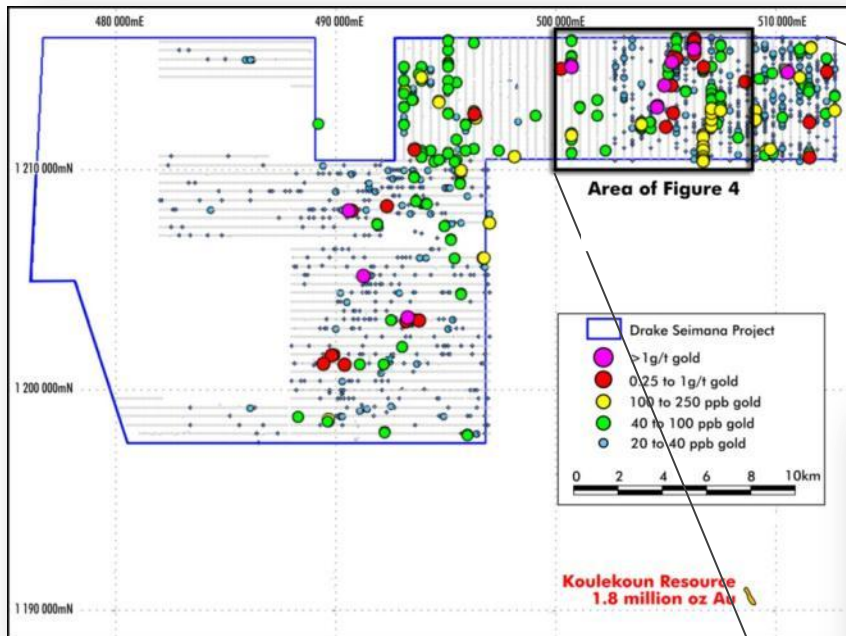 480 000mE 490 000mE 500 000mE 510 000mE
1 210 000mN
Area of Figure 4
Drake Seimana Project
>1g/t gold
0.25 to 1g/t gold
100 to 250 ppb gold
40 to 100 ppb gold
20 to 40 ppb gold
0 2 4 6 8 10km
1 200 000mN
Koulekoun Resource
1.8 million oz Au
1 190 000mN